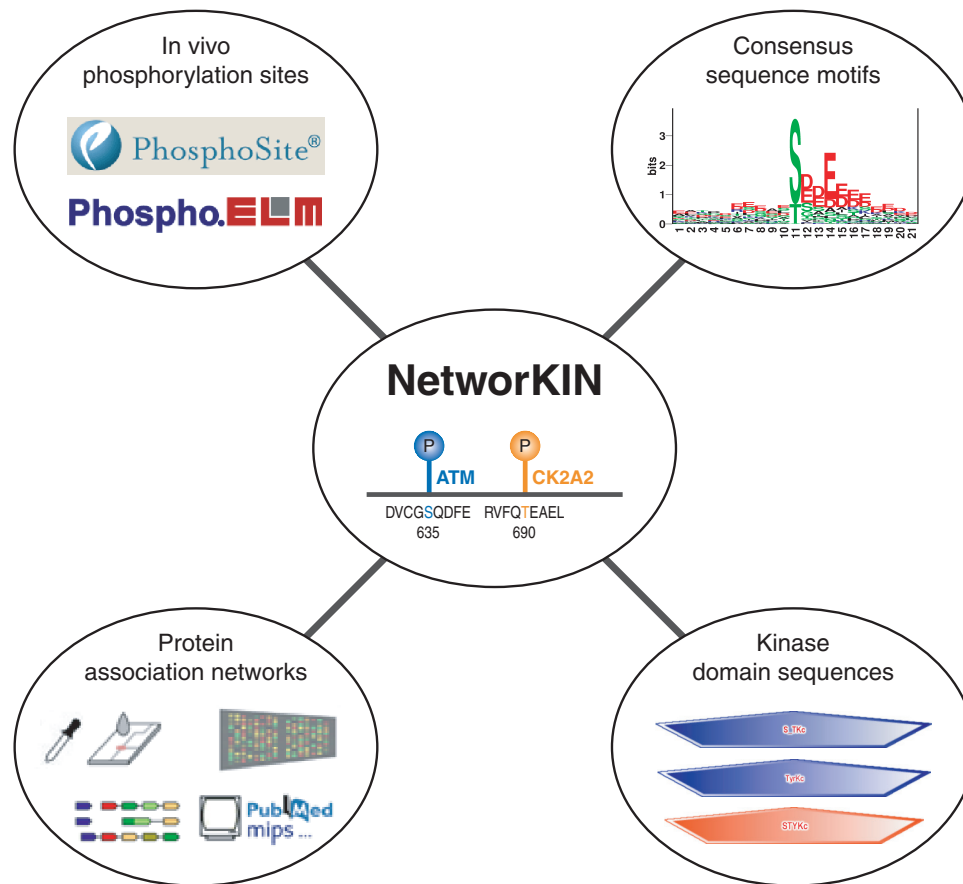 In vivo
phosphorylation sites
PhosphoSite®
Phospho.ELM
Consensus
sequence motifs
bits
3
2
1
0
S
T
D
E
1 2 3 4 5 6 7 8 9 10 11 12 13 14 15 16 17 18 19 20 21
NetworKIN
P P
ATM CK2A2
DVCGSQDFE RVFQTEAEL
635 690
Protein
association networks
PubMed
mips ...
Kinase
domain sequences
S_TKc
TyrKc
STYKc